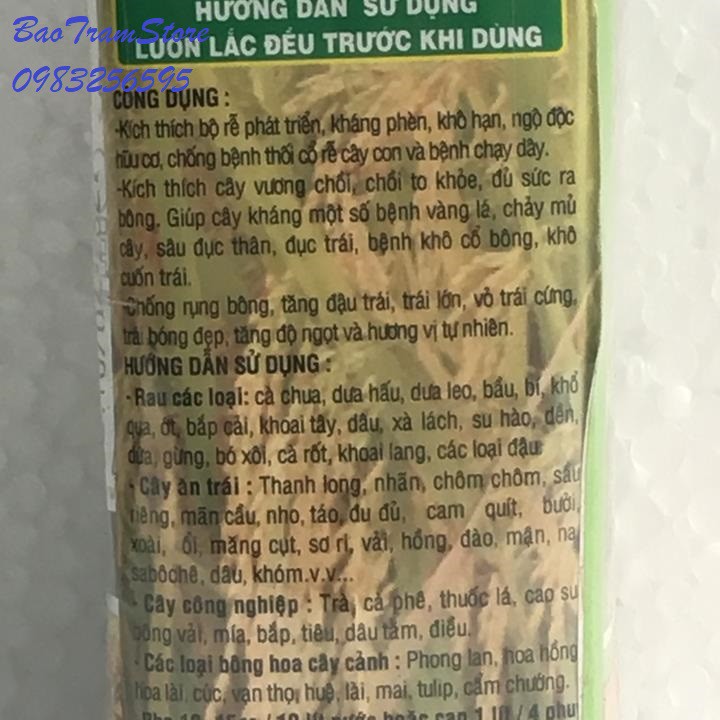 HƯỚNG DẪN SỬ DỤNG
LUÔN LẮC ĐỀU TRƯỚC KHI DÙNG
BaoTramStore
0983256595
CÔNG DỤNG :
-Kích thích bộ rễ phát triển, kháng phèn, khô hạn, ngộ độc
hữu cơ, chống bệnh thối cổ rễ cây con và bệnh chạy dây.
-Kích thích cây vương chồi, chồi to khỏe, đủ sức ra
bông. Giúp cây kháng một số bệnh vàng lá, chảy mủ
cây, sâu đục thân, đục trái, bệnh khô cổ bông, khô
cuốn trái.
-Chống rụng bông, tăng đậu trái, trái lớn, vỏ trái cứng,
trái bóng đẹp, tăng độ ngọt và hương vị tự nhiên.
HƯỚNG DẪN SỬ DỤNG :
-Rau các loại: cà chua, dưa hấu, dưa leo, bầu, bí, khổ
qua, ớt, bắp cải, khoai tây, dâu, xà lách, su hào, dền,
dưa, gừng, bó xôi, cà rốt, khoai lang, các loại đậu
- Cây ăn trái : Thanh long, nhãn, chôm chôm, sầu
riêng, mãn cầu, nho, táo, đu đủ, cam quít, bưởi,
xoài, ổi, măng cụt, sơ ri, vải, hồng, đào, mận, na
sabôchê, dâu, khóm.v.v...
- Cây công nghiệp : Trà, cà phê, thuốc lá, cao su
bông vải, mía, bắp, tiêu, dâu tằm, điều.
- Các loại bông hoa cây cảnh : Phong lan, hoa hồng
hoa lài, cúc, vạn thọ, huệ, lài, mai, tulip, cẩm chướng.